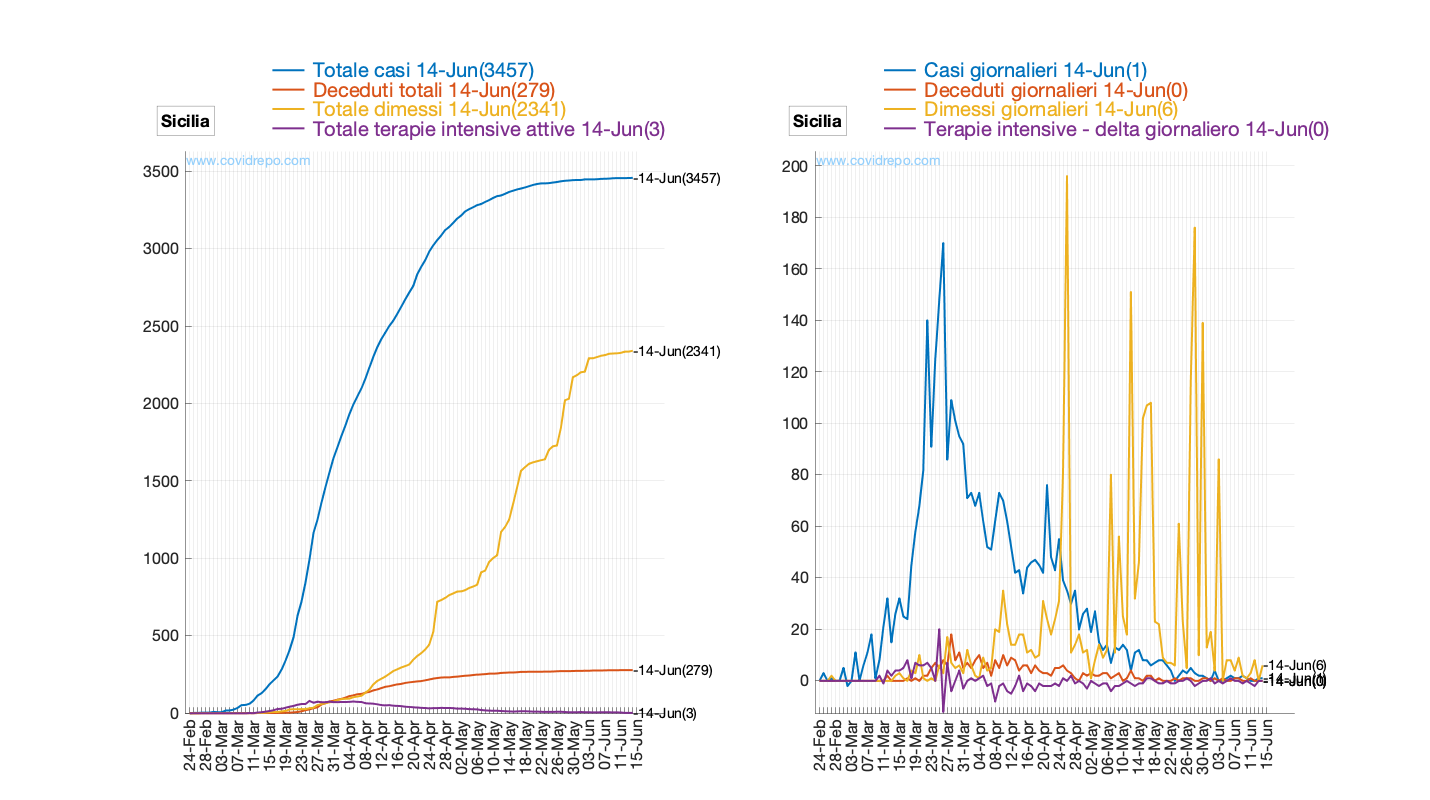 Totale casi 14-Jun(3457)
Deceduti totali 14-Jun(279)
Totale dimessi 14-Jun(2341)
Totale terapie intensive attive 14-Jun(3)
Sicilia
www.covidrepo.com
3500
3000
2500
2000
1500
1000
500
0
-14-Jun(3457)
-14-Jun(2341)
-14-Jun(279)
-14-Jun(3)
24-Feb
28-Feb
03-Mar
07-Mar
11-Mar
15-Mar
19-Mar
23-Mar
27-Mar
31-Mar
04-Apr
08-Apr
12-Apr
16-Apr
20-Apr
24-Apr
28-Apr
02-May
06-May
10-May
14-May
18-May
22-May
26-May
30-May
03-Jun
07-Jun
11-Jun
15-Jun
Casi giornalieri 14-Jun(1)
Deceduti giornalieri 14-Jun(0)
Dimessi giornalieri 14-Jun(6)
Terapie intensive - delta giornaliero 14-Jun(0)
Sicilia
www.covidrepo.com
200
180
160
140
120
100
80
60
40
20
0
-14-Jun(6)
-14-Jun(1)
-14-Jun(0)
24-Feb
28-Feb
03-Mar
07-Mar
11-Mar
15-Mar
19-Mar
23-Mar
27-Mar
31-Mar
04-Apr
08-Apr
12-Apr
16-Apr
20-Apr
24-Apr
28-Apr
02-May
06-May
10-May
14-May
18-May
22-May
26-May
30-May
03-Jun
07-Jun
11-Jun
15-Jun